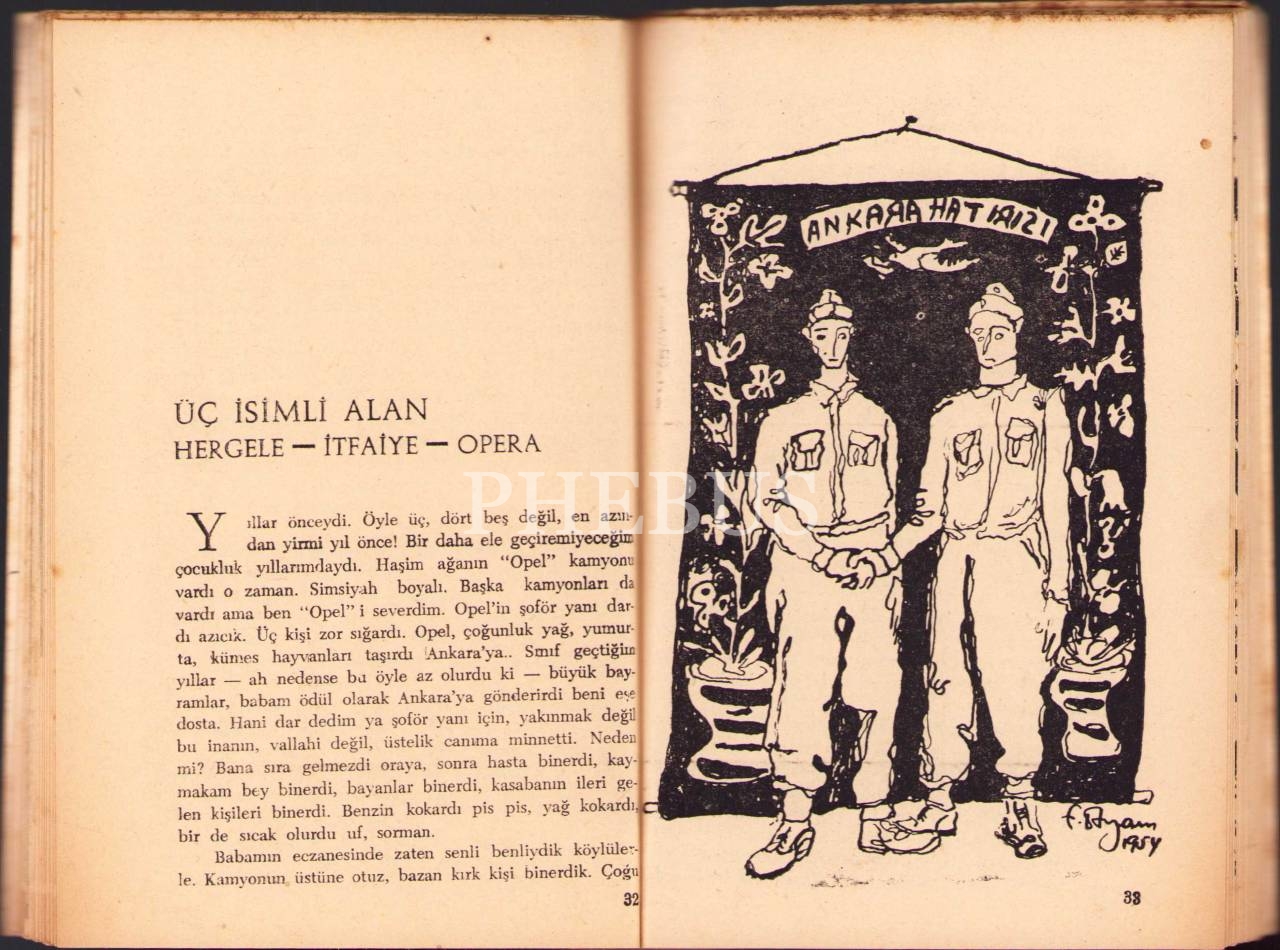 ÜÇ İSİMLİ ALAN
HERGELE — İTFAİYE — OPERA
Yıllar önceydi. Öyle üç, dört beş değil, en azın-
dan yirmi yıl önce! Bir daha ele geçiremiyeceğim
çocukluk yıllarımdaydı. Haşim ağanın "Opel" kamyonu
vardı o zaman. Simsiyah boyalı. Başka kamyonları da
vardı ama ben "Opel" i severdim. Opel'in şoför yanı dar-
dı azıcık. Üç kişi zor sığardı. Opel, çoğunluk yağ, yumur-
ta, kümes hayvanları taşırdı Ankara'ya.. Sınıf geçtiğim
yıllar — ah nedense bu öyle az olurdu ki — büyük bay-
ramlar, babam ödül olarak Ankara'ya gönderirdi beni eşe
dosta. Hani dar dedim ya şoför yanı için, yakınmak değil
bu inanın, vallahi değil, üstelik canıma minnetti. Neden
mi? Bana sıra gelmezdi oraya, sonra hasta binerdi, kay-
makam bey binerdi, bayanlar binerdi, kasabanın ileri ge-
len kişileri binerdi. Benzin kokardı pis pis, yağ kokardı,
bir de sıcak olurdu uf, sorman.
Babamın eczanesinde zaten senli benliydik köylüler-
le. Kamyonun üstüne otuz, bazan kırk kişi binerdik. Çoğu
32
PHEBUS
ANKARA HATIRIZI
1954
33